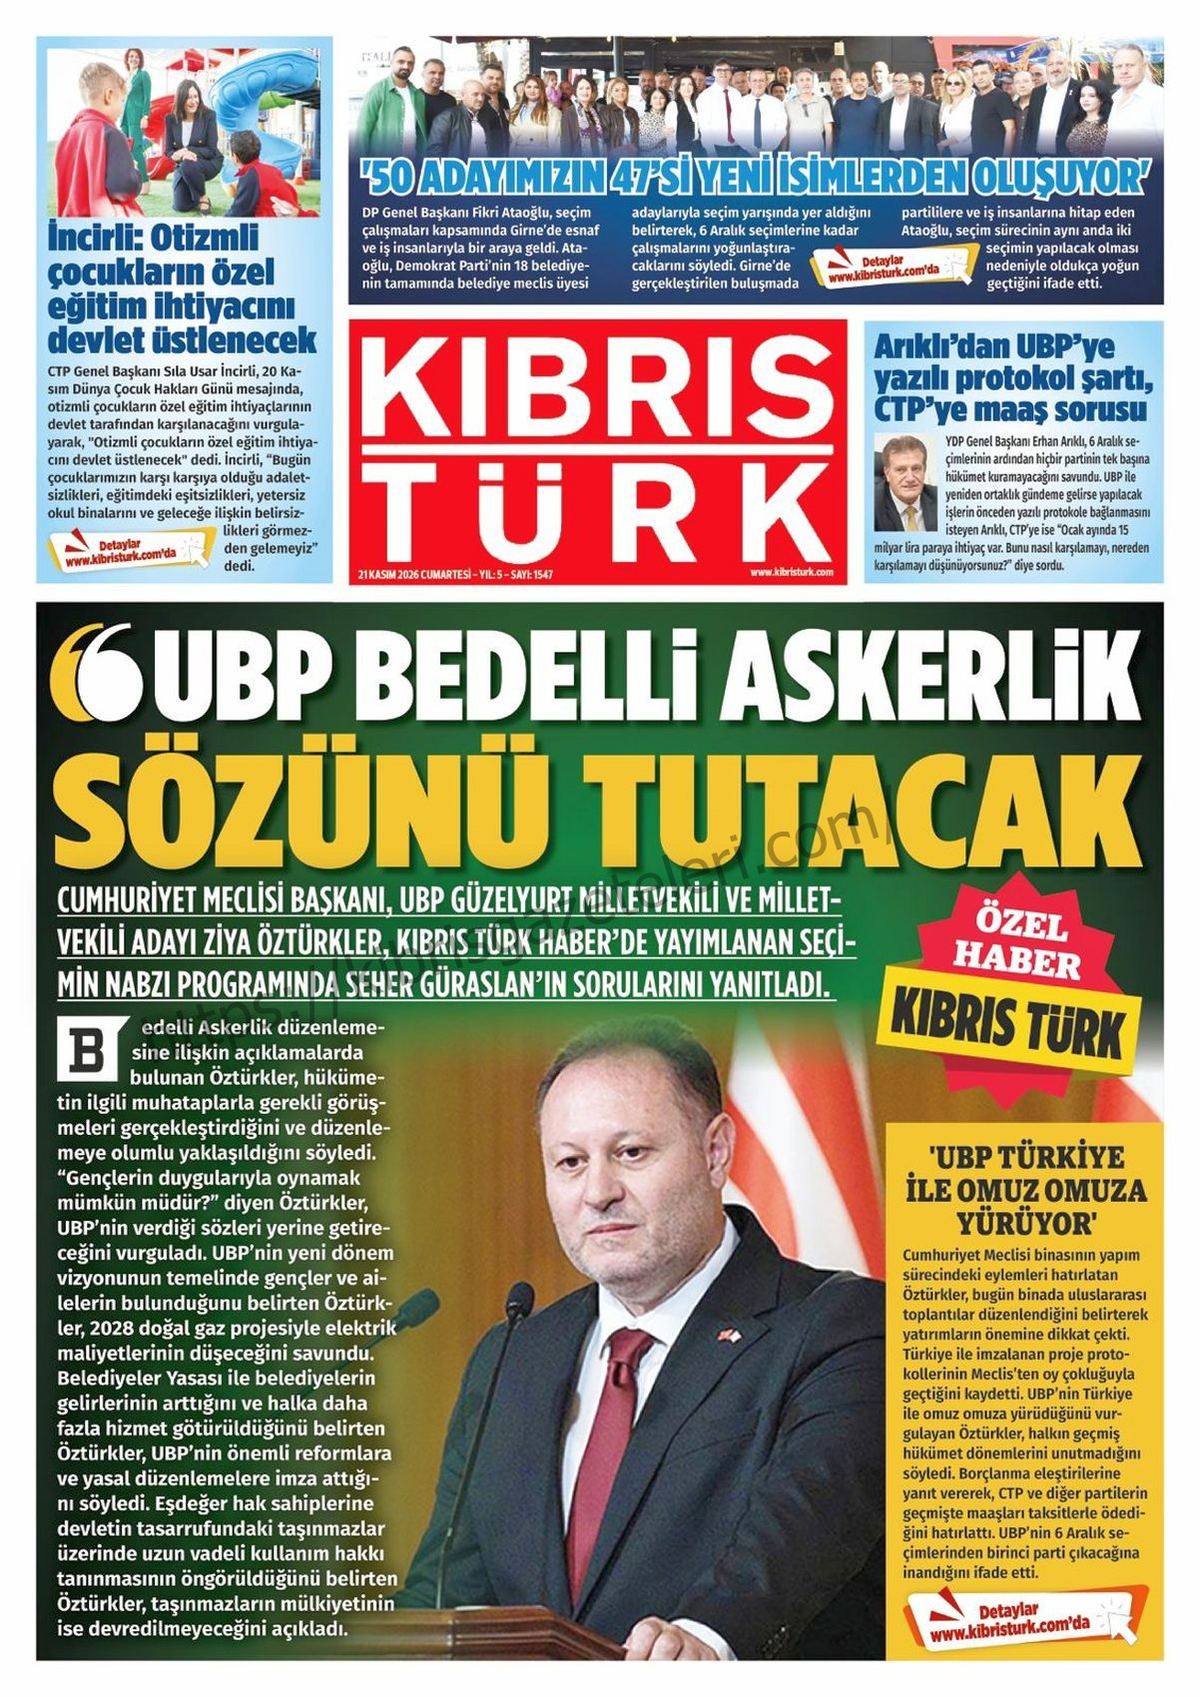 İncirli: Otizmli
çocukların özel
eğitim ihtiyacını
devlet üstlenecek
CTP Genel Başkanı Sıla Usar İncirli, 20 Ka-
sım Dünya Çocuk Hakları Günü mesajında,
otizmli çocukların özel eğitim ihtiyaçlarının
devlet tarafından karşılanacağını vurgula-
yarak, "Otizmli çocukların özel eğitim ihtiya-
cını devlet üstlenecek" dedi. İncirli, “Bugün
çocuklarımızın karşı karşıya olduğu adalet-
sizlikleri, eğitimdeki eşitsizlikleri, yetersiz
okul binalarını ve geleceğe ilişkin belirsiz-
likleri görmez-
den gelemeyiz”
dedi.
Detaylar
www.kibristurk.com’da
'50 ADAYIMIZIN 47’Sİ YENİ İSİMLERDEN OLUŞUYOR'
DP Genel Başkanı Fikri Ataoğlu, seçim
çalışmaları kapsamında Girne’de esnaf
ve iş insanlarıyla bir araya geldi. Ata-
oğlu, Demokrat Parti’nin 18 belediye-
nin tamamında belediye meclis üyesi
adaylarıyla seçim yarışında yer aldığını
belirterek, 6 Aralık seçimlerine kadar
çalışmalarını yoğunlaştıra-
caklarını söyledi. Girne’de
gerçekleştirilen buluşmada
partililere ve iş insanlarına hitap eden
Ataoğlu, seçim sürecinin aynı anda iki
seçimin yapılacak olması
nedeniyle oldukça yoğun
geçtiğini ifade etti.
Detaylar
www.kibristurk.com’da
KIBRIS
TÜRK
21 KASIM 2026 CUMARTESİ – YIL: 5 – SAYI: 1547
www.kibristurk.com
Arıklı’dan UBP’ye
yazılı protokol şartı,
CTP’ye maaş sorusu
YDP Genel Başkanı Erhan Arıklı, 6 Aralık se-
çimlerinin ardından hiçbir partinin tek başına
hükümet kuramayacağını savundu. UBP ile
yeniden ortaklık gündeme gelirse yapılacak
işlerin önceden yazılı protokole bağlanmasını
isteyen Arıklı, CTP’ye ise “Ocak ayında 15
milyar lira paraya ihtiyaç var. Bunu nasıl karşılamayı, nereden
karşılamayı düşünüyorsunuz?” diye sordu.
“UBP BEDELLİ ASKERLİK
SÖZÜNÜ TUTACAK
CUMHURİYET MECLİSİ BAŞKANI, UBP GÜZELYURT MİLLETVEKİLİ VE MİLLET-
VEKİLİ ADAYI ZİYA ÖZTÜRKLER, KIBRIS TÜRK HABER’DE YAYIMLANAN SEÇİ-
MİN NABZI PROGRAMINDA SEHER GÜRASLAN’IN SORULARINI YANITLADI.
https://kibrisgazeteleri.com/
ÖZEL
HABER
KIBRIS TÜRK
Bedelli Askerlik düzenleme-
sine ilişkin açıklamalarda
bulunan Öztürkler, hüküme-
tin ilgili muhataplarla gerekli görüş-
meleri gerçekleştirdiğini ve düzenle-
meye olumlu yaklaşıldığını söyledi.
“Gençlerin duygularıyla oynamak
mümkün müdür?” diyen Öztürkler,
UBP’nin verdiği sözleri yerine getire-
ceğini vurguladı. UBP’nin yeni dönem
vizyonunun temelinde gençler ve ai-
lelerin bulunduğunu belirten Öztürk-
ler, 2028 doğal gaz projesiyle elektrik
maliyetlerinin düşeceğini savundu.
Belediyeler Yasası ile belediyelerin
gelirlerinin arttığını ve halka daha
fazla hizmet götürüldüğünü belirten
Öztürkler, UBP’nin önemli reformlara
ve yasal düzenlemelere imza attığı-
nı söyledi. Eşdeğer hak sahiplerine
devletin tasarrufundaki taşınmazlar
üzerinde uzun vadeli kullanım hakkı
tanınmasının öngörüldüğünü belirten
Öztürkler, taşınmazların mülkiyetinin
ise devredilmeyeceğini açıkladı.
'UBP TÜRKİYE
İLE OMUZ OMUZA
YÜRÜYOR'
Cumhuriyet Meclisi binasının yapım
sürecindeki eylemleri hatırlatan
Öztürkler, bugün binada uluslararası
toplantılar düzenlendiğini belirterek
yatırımların önemine dikkat çekti.
Türkiye ile imzalanan proje proto-
kollerinin Meclis’ten oy çokluğuyla
geçtiğini kaydetti. UBP’nin Türkiye
ile omuz omuza yürüdüğünü vur-
gulayan Öztürkler, halkın geçmiş
hükümet dönemlerini unutmadığını
söyledi. Borçlanma eleştirilerine
yanıt vererek, CTP ve diğer partilerin
geçmişte maaşları taksitlerle ödedi-
ğini hatırlattı. UBP’nin 6 Aralık se-
çimlerinden birinci parti çıkacağına
inandığını ifade etti.
Detaylar
www.kibristurk.com’da